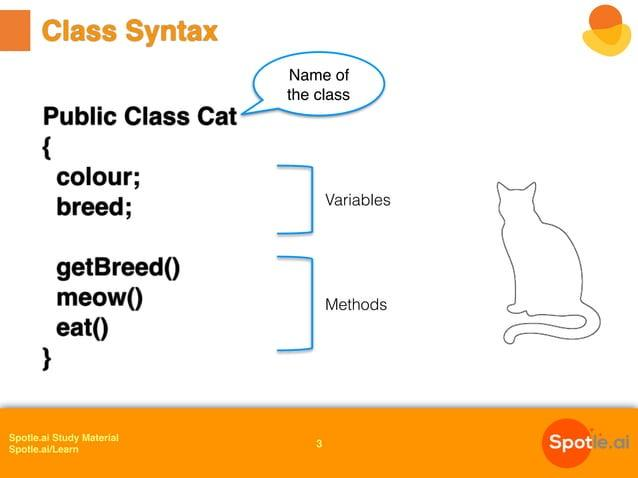 Class Syntax
Name of
the class
Public Class Cat
{
colour;
breed;
Variables
getBreed()
meow()
eat()
Methods
}
Spotle.ai Study Material
Spotle.ai/Learn
3
Spotle.ai